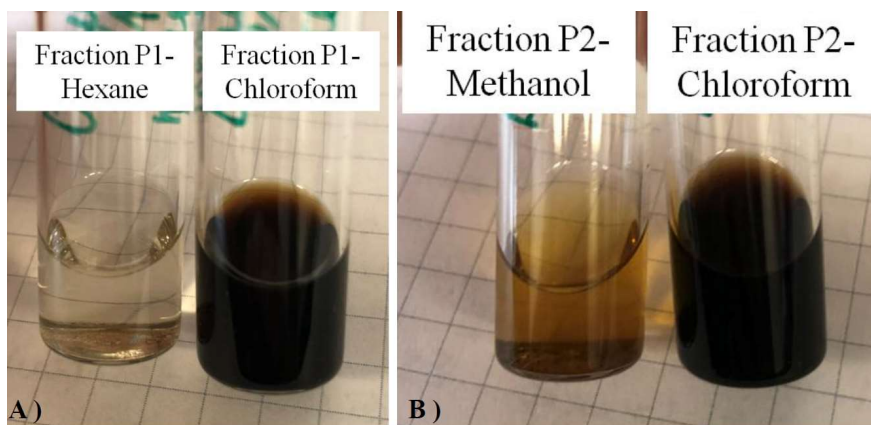 Fraction P1-
Hexane
Fraction P1-
Chloroform
Fraction P2-
Methanol
Fraction P2-
Chloroform
A )
B )